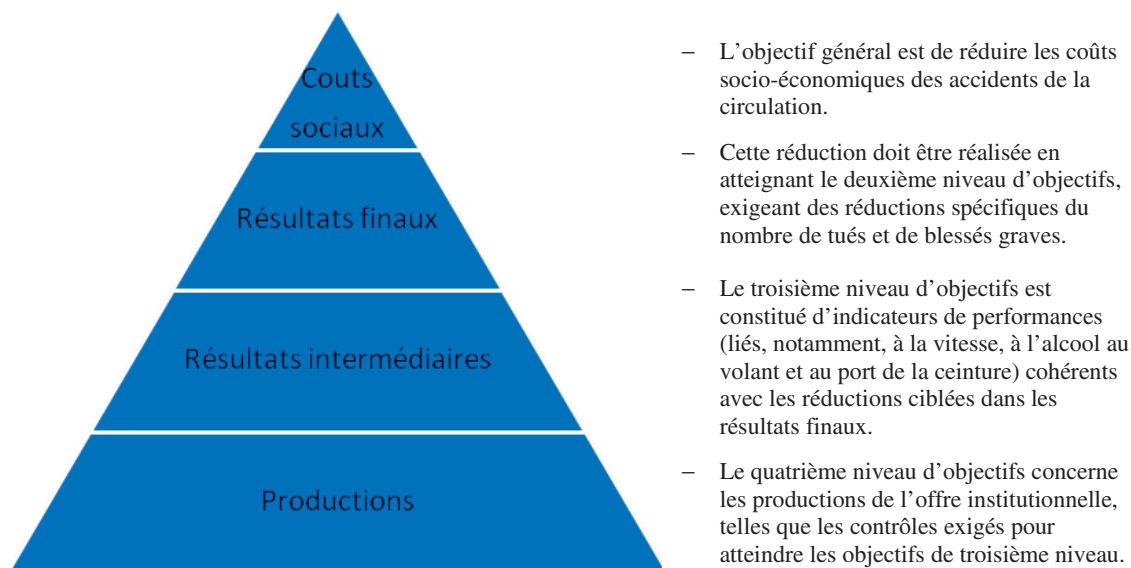 Couts
sociaux
Résultats finaux
Résultats intermédiaires
Productions
– L’objectif général est de réduire les coûts
socio-économiques des accidents de la
circulation.
– Cette réduction doit être réalisée en
atteignant le deuxième niveau d’objectifs,
exigeant des réductions spécifiques du
nombre de tués et de blessés graves.
– Le troisième niveau d’objectifs est
constitué d’indicateurs de performances
(liés, notamment, à la vitesse, à l’alcool au
volant et au port de la ceinture) cohérents
avec les réductions ciblées dans les
résultats finaux.
– Le quatrième niveau d’objectifs concerne
les productions de l’offre institutionnelle,
telles que les contrôles exigés pour
atteindre les objectifs de troisième niveau.